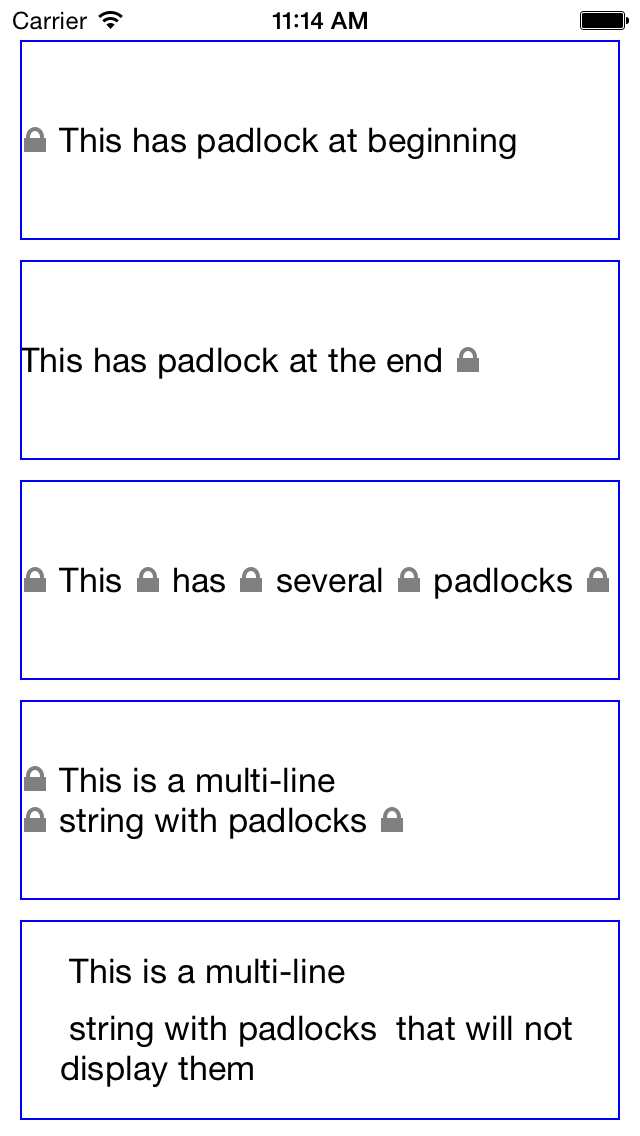 Carrier 11:14 AM
🔒 This has padlock at beginning
This has padlock at the end 🔒
🔒 This 🔒 has 🔒 several 🔒 padlocks 🔒
🔒 This is a multi-line
🔒 string with padlocks 🔒
This is a multi-line
string with padlocks  that will not
display them